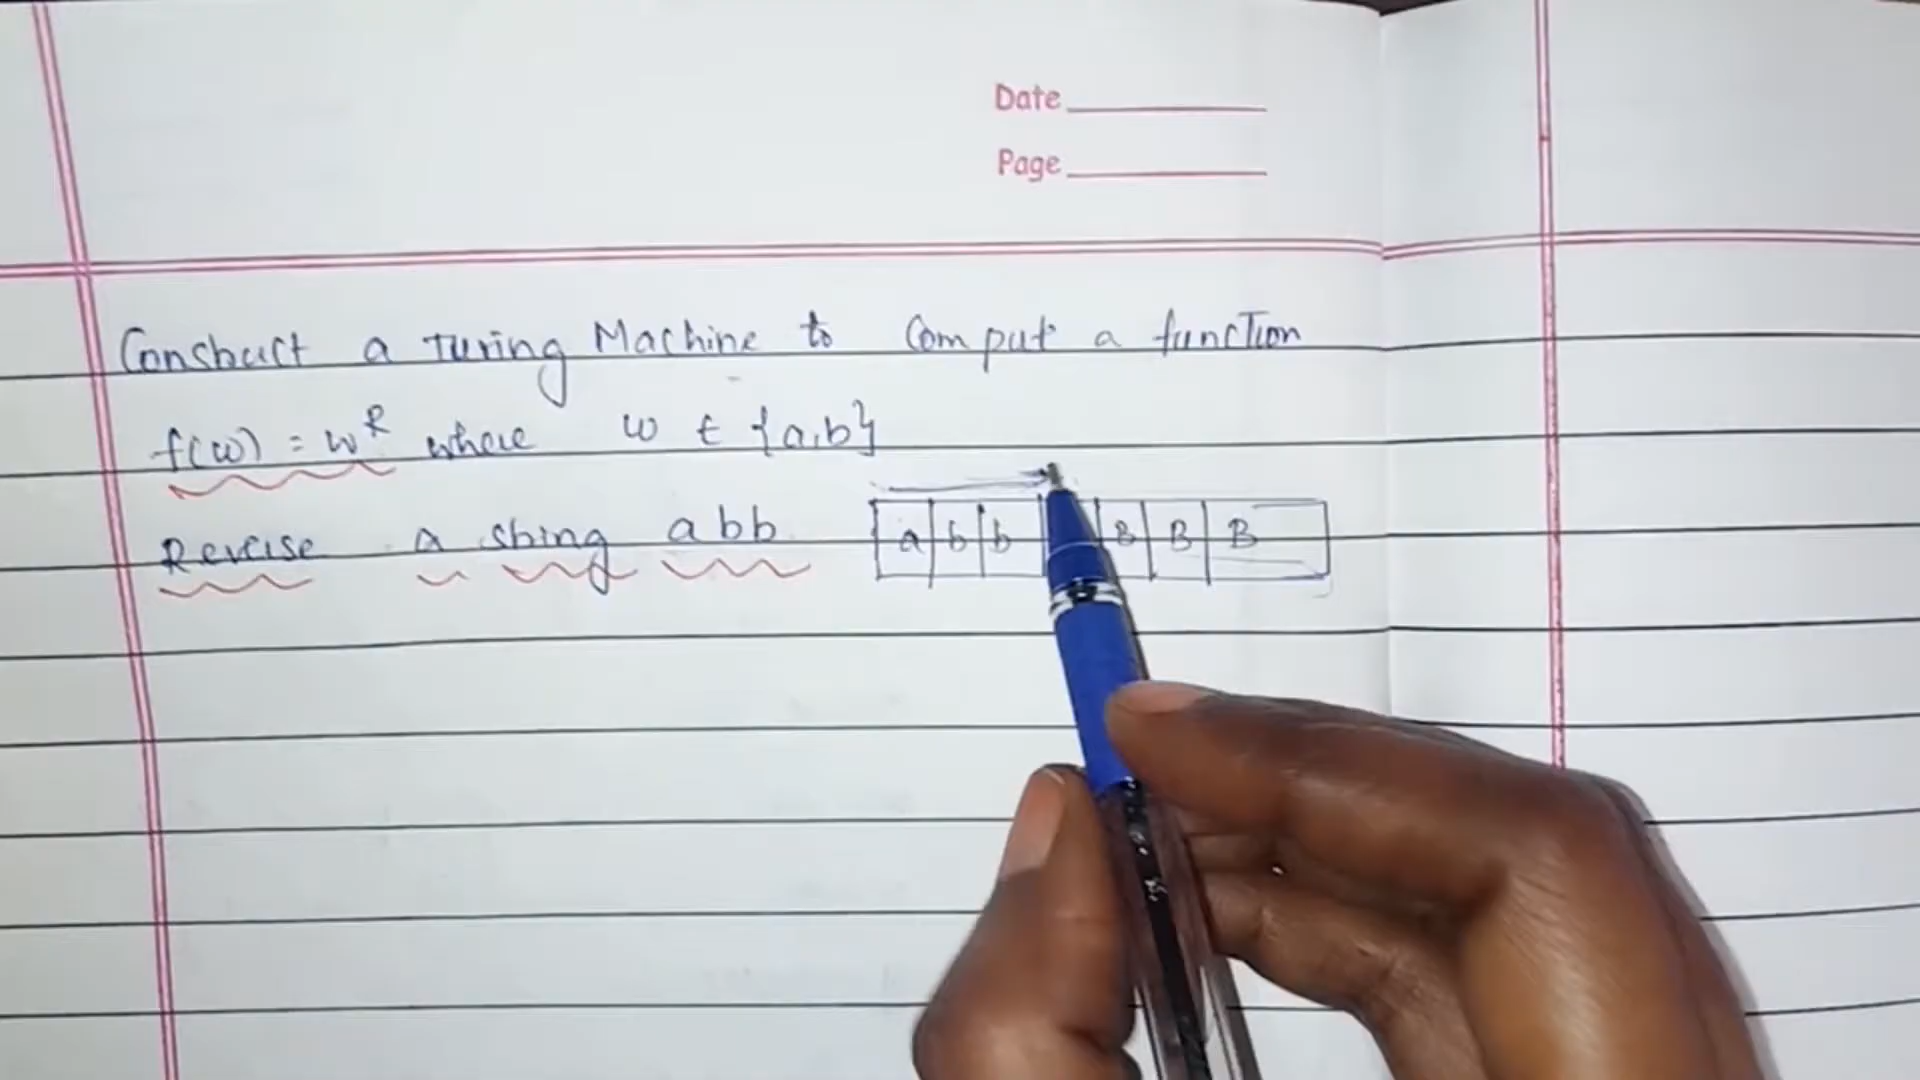 Date
Page
Construct a Turing Machine to Comput a function
f(w) = w^R where w ∈ {a,b}
Reverse a string abb a b b B B B